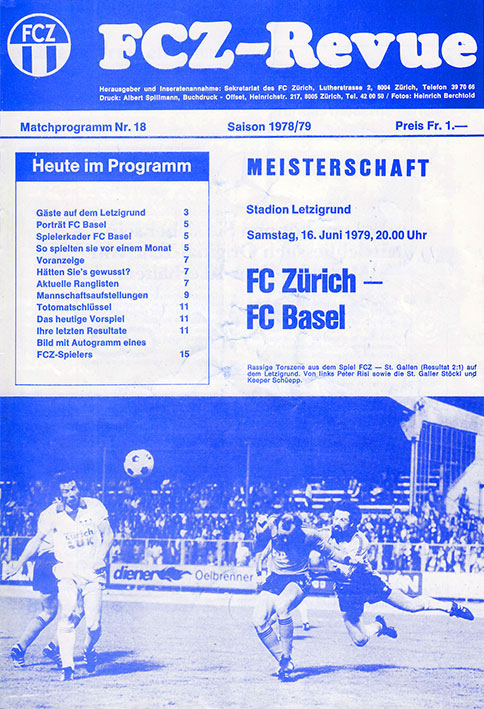 FCZ
FCZ-Revue
Herausgeber und Inseratenannahme: Sekretariat des FC Zürich, Lutherstrasse 2, 8004 Zürich, Telefon 39 70 66
Druck: Albert Spillmann, Buchdruck - Offset, Heinrichstr. 217, 8005 Zürich, Tel. 42 00 50 / Fotos: Heinrich Berchtold
Matchprogramm Nr. 18 Saison 1978/79 Preis Fr. 1.—
Heute im Programm
Gäste auf dem Letzigrund 3
Porträt FC Basel 5
Spielerkader FC Basel 5
So spielten sie vor einem Monat 5
Voranzeige 7
Hätten Sie's gewusst? 7
Aktuelle Ranglisten 7
Mannschaftsaufstellungen 9
Totomatschlüssel 11
Das heutige Vorspiel 11
Ihre letzten Resultate 11
Bild mit Autogramm eines
FCZ-Spielers 15
MEISTERSCHAFT
Stadion Letzigrund
Samstag, 16. Juni 1979, 20.00 Uhr
FC Zürich –
FC Basel
Rassige Torszene aus dem Spiel FCZ — St. Gallen (Resultat 2:1) auf
dem Letzigrund. Von links Peter Risi sowie die St. Galler Stöckl und
Keeper Schüepp.
Zürich
diener Oelbrenner